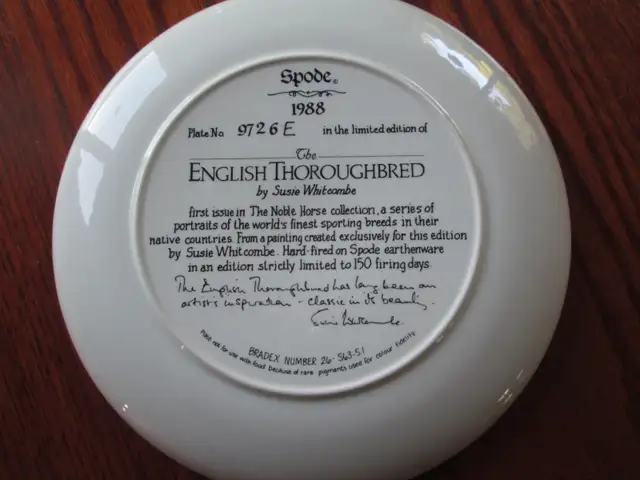 Spode®
1988
Plate No 9726 E in the limited edition of
The
ENGLISH THOROUGHBRED
by Susie Whitcombe
first issue in The Noble Horse collection, a series of
portraits of the world's finest sporting breeds in their
native countries. From a painting created exclusively for this edition
by Susie Whitcombe. Hard-fired on Spode earthenware
in an edition strictly limited to 150 firing days
The English Thoroughbred has long been an
artist's inspiration - classic in its beauty.
Susie Whitcombe.
BRADEX NUMBER 26-S63-5.1
Plate not for use with food because of rare pigments used for colour fidelity